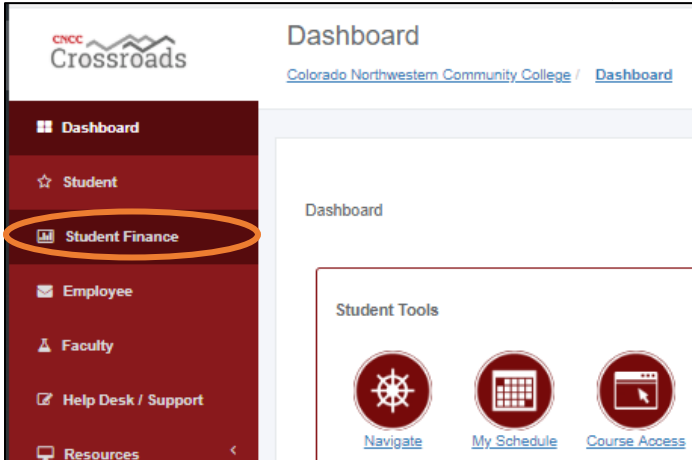 CNCC
Crossroads
Dashboard
Colorado Northwestern Community College / Dashboard
Dashboard
Student
Student Finance
Employee
Faculty
Help Desk / Support
Resources
Dashboard
Student Tools
Navigate
My Schedule
Course Access